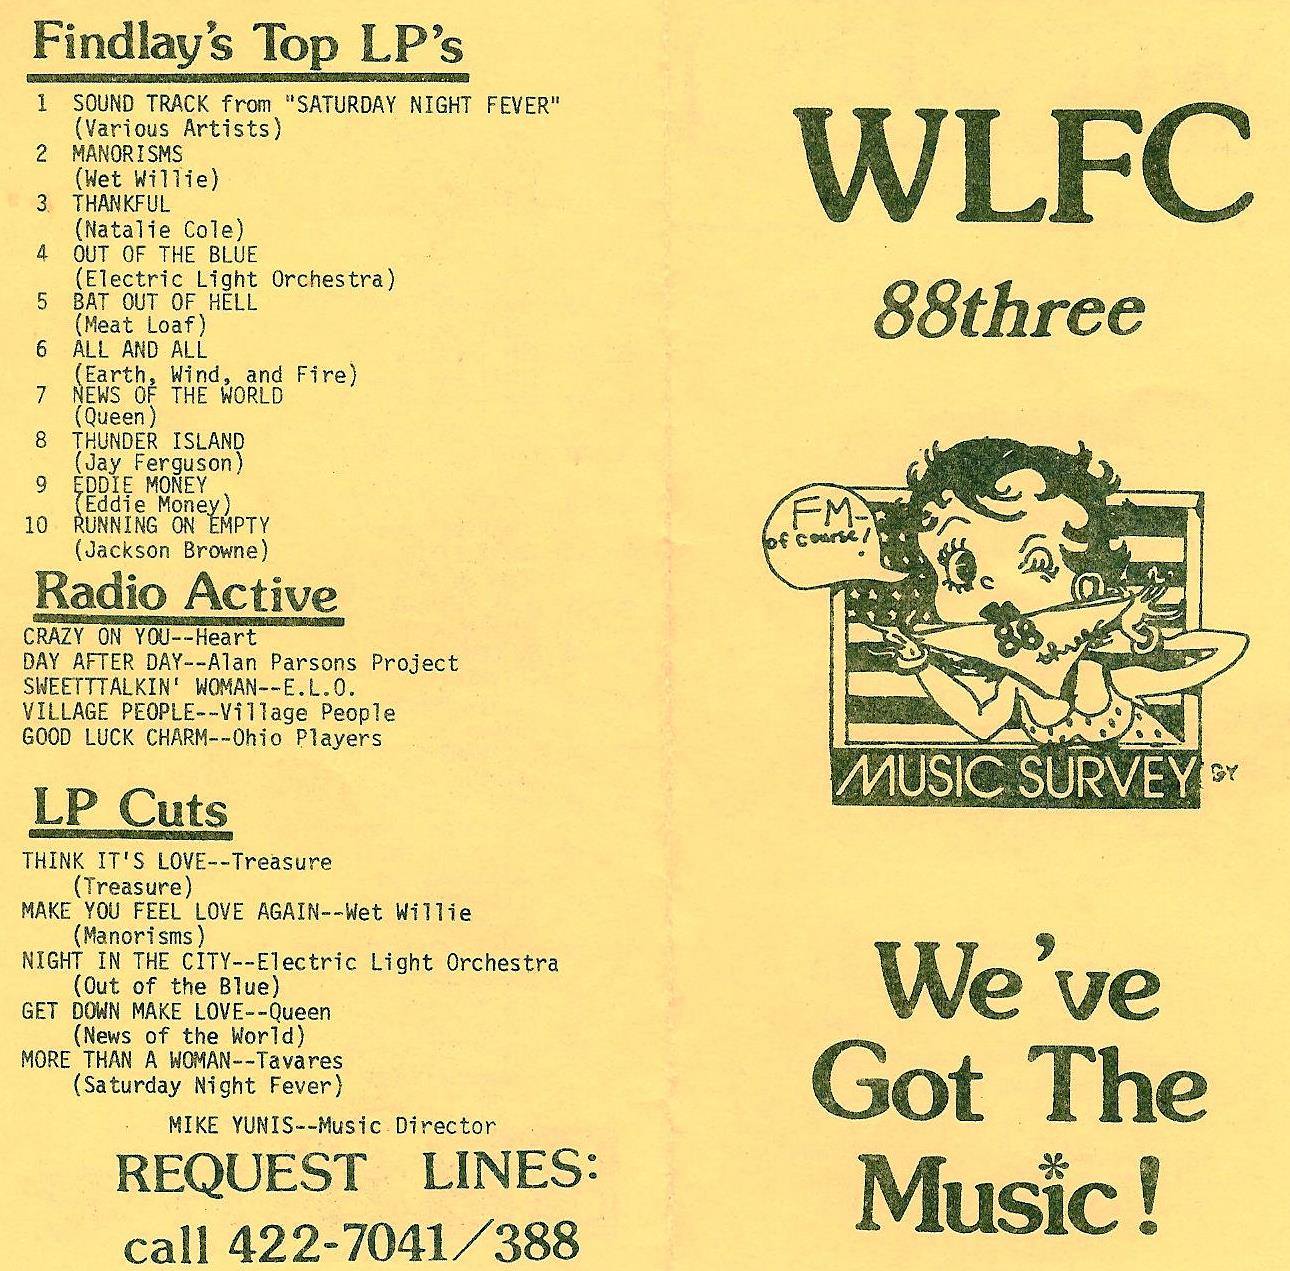 Findlay's Top LP's
1 SOUND TRACK from "SATURDAY NIGHT FEVER"
(Various Artists)
2 MANORISMS
(Wet Willie)
3 THANKFUL
(Natalie Cole)
4 OUT OF THE BLUE
(Electric Light Orchestra)
5 BAT OUT OF HELL
(Meat Loaf)
6 ALL AND ALL
(Earth, Wind, and Fire)
7 NEWS OF THE WORLD
(Queen)
8 THUNDER ISLAND
(Jay Ferguson)
9 EDDIE MONEY
(Eddie Money)
10 RUNNING ON EMPTY
(Jackson Browne)
Radio Active
CRAZY ON YOU--Heart
DAY AFTER DAY--Alan Parsons Project
SWEETTTALKIN' WOMAN--E.L.O.
VILLAGE PEOPLE--Village People
GOOD LUCK CHARM--Ohio Players
LP Cuts
THINK IT'S LOVE--Treasure
(Treasure)
MAKE YOU FEEL LOVE AGAIN--Wet Willie
(Manorisms)
NIGHT IN THE CITY--Electric Light Orchestra
(Out of the Blue)
GET DOWN MAKE LOVE--Queen
(News of the World)
MORE THAN A WOMAN--Tavares
(Saturday Night Fever)
MIKE YUNIS--Music Director
REQUEST LINES:
call 422-7041/388
WLFC
88three
FM-
of course!
88 three
MUSIC SURVEY
We've
Got The
Music!